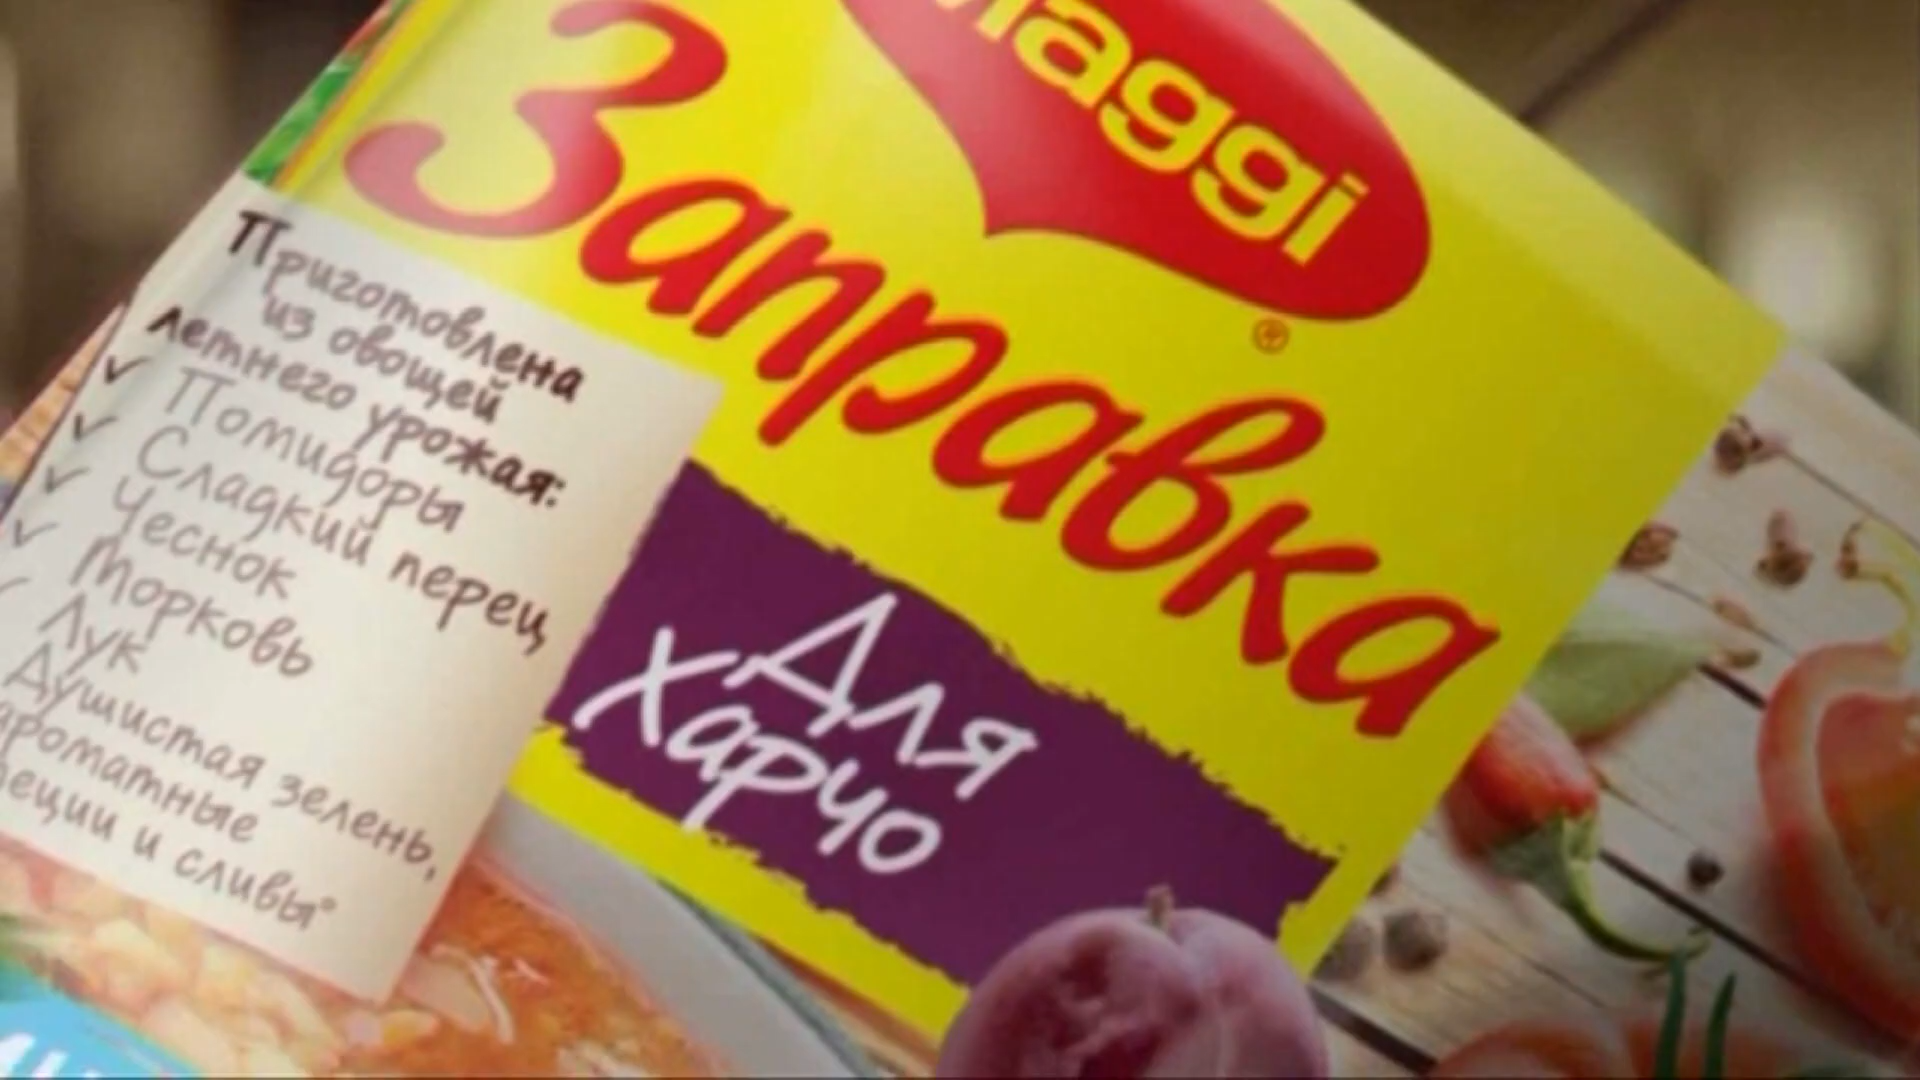 maggi
Заправка
Для
Харчо
Приготовлена
из овощей
летнего урожая:
Помидоры
Сладкий перец
Чеснок
Морковь
Лук
Душистая зелень,
ароматные
специи и сливы*